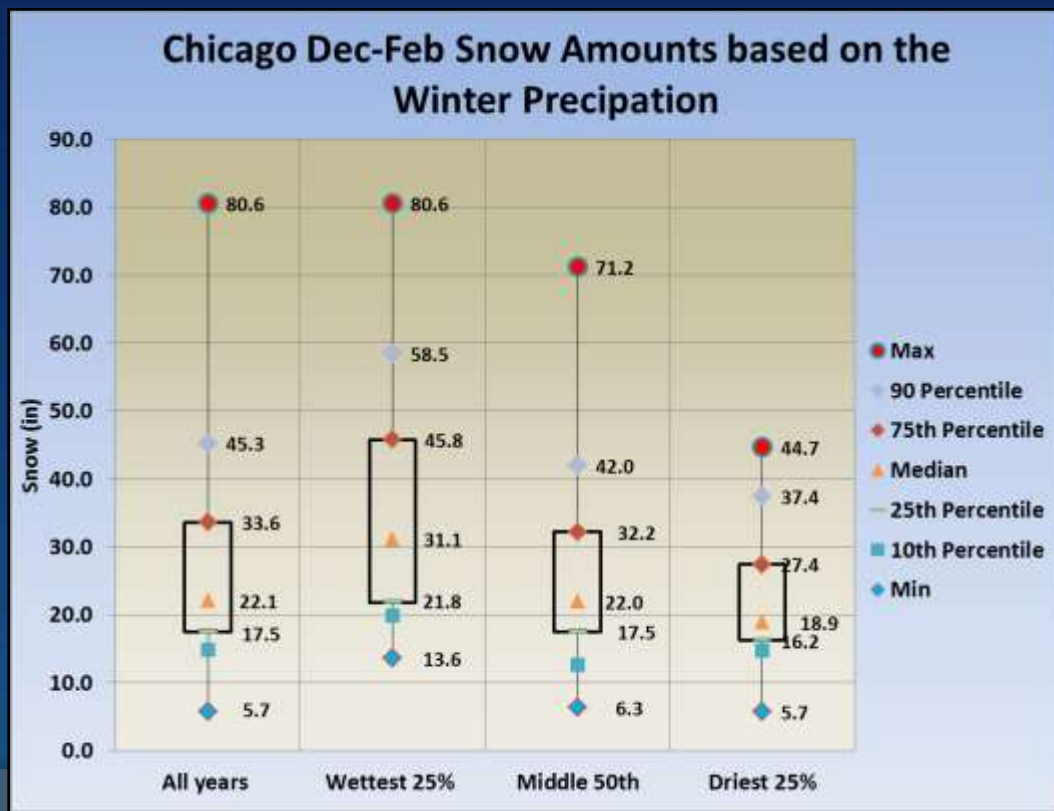 Chicago Dec-Feb Snow Amounts based on the
Winter Precipation
Snow (in)
90.0
80.0
70.0
60.0
50.0
40.0
30.0
20.0
10.0
0.0
80.6
45.3
33.6
22.1
17.5
5.7
80.6
58.5
45.8
31.1
21.8
13.6
71.2
42.0
32.2
22.0
17.5
6.3
44.7
37.4
27.4
18.9
16.2
5.7
All years
Wettest 25%
Middle 50th
Driest 25%
Max
90 Percentile
75th Percentile
Median
25th Percentile
10th Percentile
Min